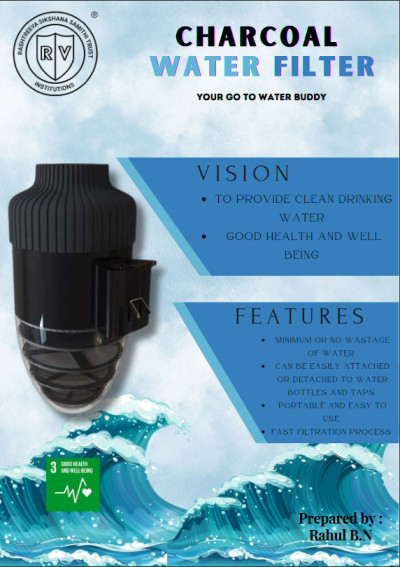 RASHTREEYA SIKSHANA SAMITHI TRUST
RV
INSTITUTIONS
CHARCOAL
WATER FILTER
YOUR GO TO WATER BUDDY
VISION
• TO PROVIDE CLEAN DRINKING
WATER
• GOOD HEALTH AND WELL
BEING
FEATURES
• MINIMUM OR NO WASTAGE
OF WATER
• CAN BE EASILY ATTACHED
OR DETACHED TO WATER
BOTTLES AND TAPS
• PORTABLE AND EASY TO
USE
• FAST FILTRATION PROCESS
3 GOOD HEALTH
AND WELL-BEING
Prepared by :
Rahul B.N